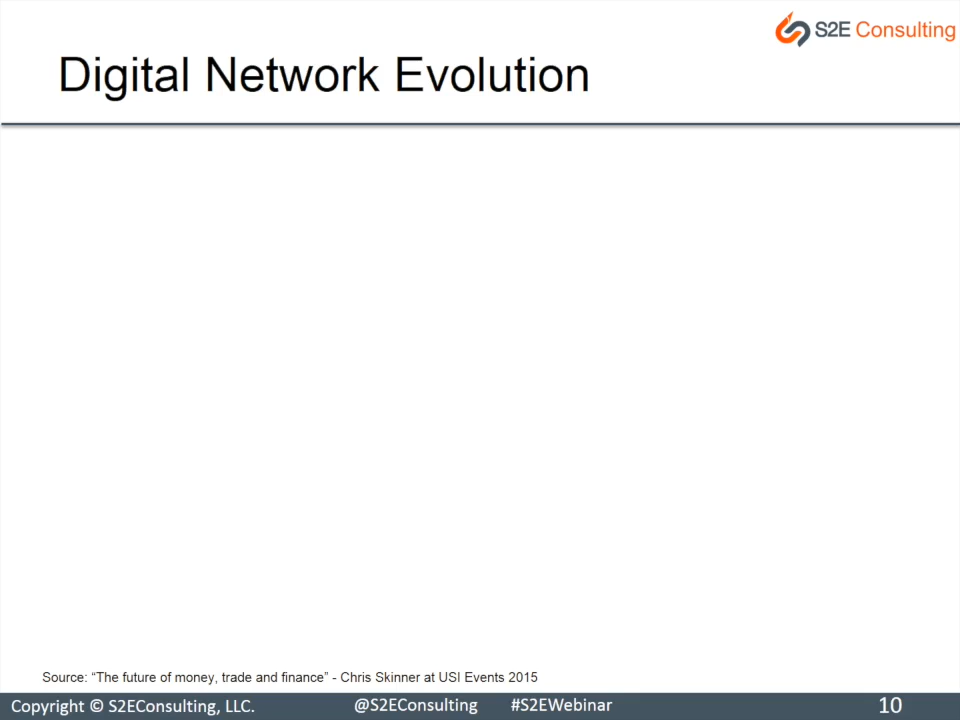 S2E Consulting
Digital Network Evolution
Source: “The future of money, trade and finance” - Chris Skinner at USI Events 2015
Copyright © S2EConsulting, LLC. @S2EConsulting #S2EWebinar 10